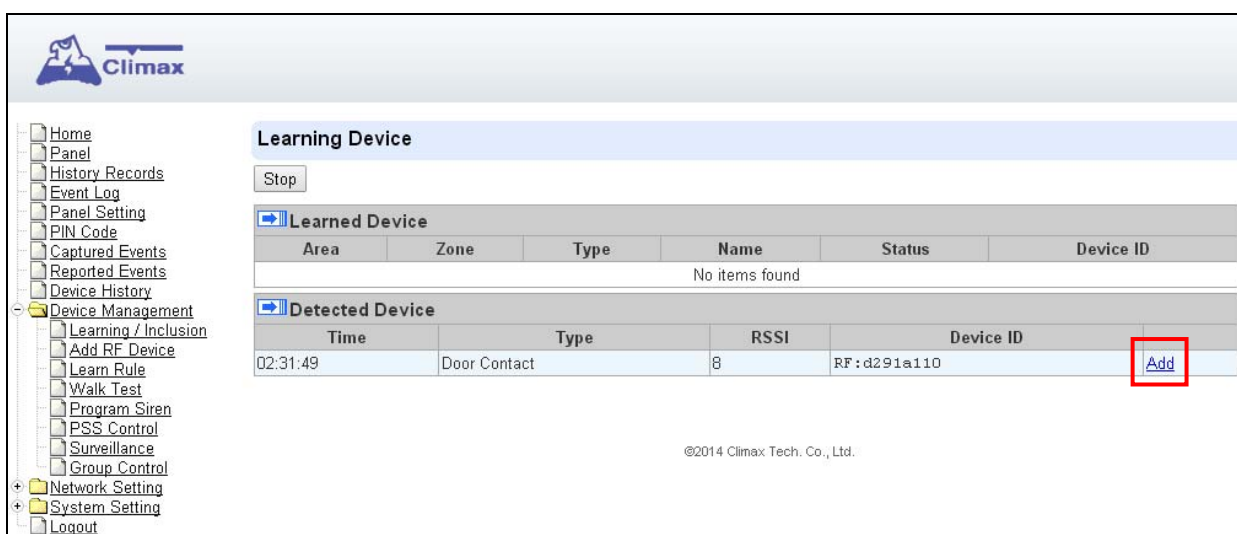 Climax
Home
Panel
History Records
Event Log
Panel Setting
PIN Code
Captured Events
Reported Events
Device History
Device Management
Learning / Inclusion
Add RF Device
Learn Rule
Walk Test
Program Siren
PSS Control
Surveillance
Group Control
Network Setting
System Setting
Logout
Learning Device
Stop
Learned Device
Area Zone Type Name Status Device ID
No items found
Detected Device
Time Type RSSI Device ID
02:31:49 Door Contact 8 RF:d291a110 Add
©2014 Climax Tech. Co., Ltd.